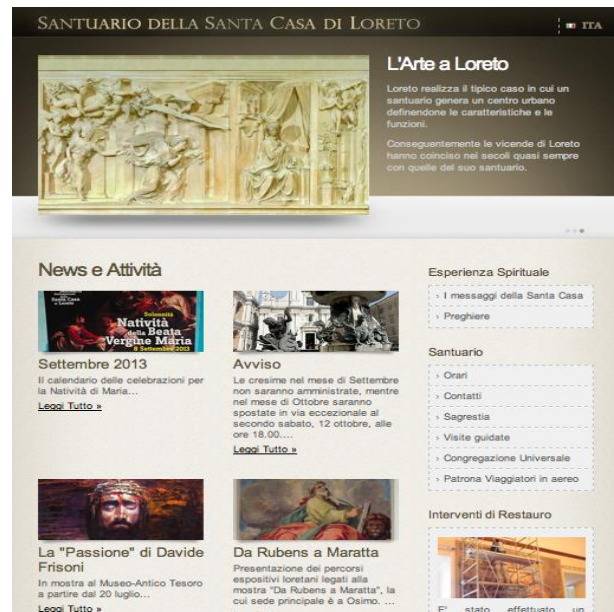 SANTUARIO DELLA SANTA CASA DI LORETO
ITA
L'Arte a Loreto
Loreto realizza il tipico caso in cui un
santuario genera un centro urbano
definendone le caratteristiche e le
funzioni.
Conseguentemente le vicende di Loreto
hanno coinciso nei secoli quasi sempre
con quelle del suo santuario.
News e Attività
Santa Casa
di Loreto
Solennità
Natività
della Beata
Vergine Maria
8 Settembre 2013
Settembre 2013
Il calendario delle celebrazioni per
la Natività di Maria...
Leggi Tutto »
Avviso
Le cresime nel mese di Settembre
non saranno amministrate, mentre
nel mese di Ottobre saranno
spostate in via eccezionale al
secondo sabato, 12 ottobre, alle
ore 18.00....
Leggi Tutto »
La "Passione" di Davide
Frisoni
In mostra al Museo-Antico Tesoro
a partire dal 20 luglio...
Leggi Tutto »
Da Rubens a Maratta
Presentazione dei percorsi
espositivi loretani legati alla
mostra "Da Rubens a Maratta", la
cui sede principale è a Osimo. ...
Esperienza Spirituale
› I messaggi della Santa Casa
› Preghiere
Santuario
› Orari
› Contatti
› Sagrestia
› Visite guidate
› Congregazione Universale
› Patrona Viaggiatori in aereo
Interventi di Restauro
E' stato effettuato un